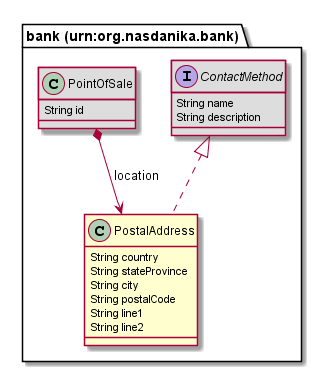 bank (urn:org.nasdanika.bank)
C PointOfSale
String id
I ContactMethod
String name
String description
location
C PostalAddress
String country
String stateProvince
String city
String postalCode
String line1
String line2